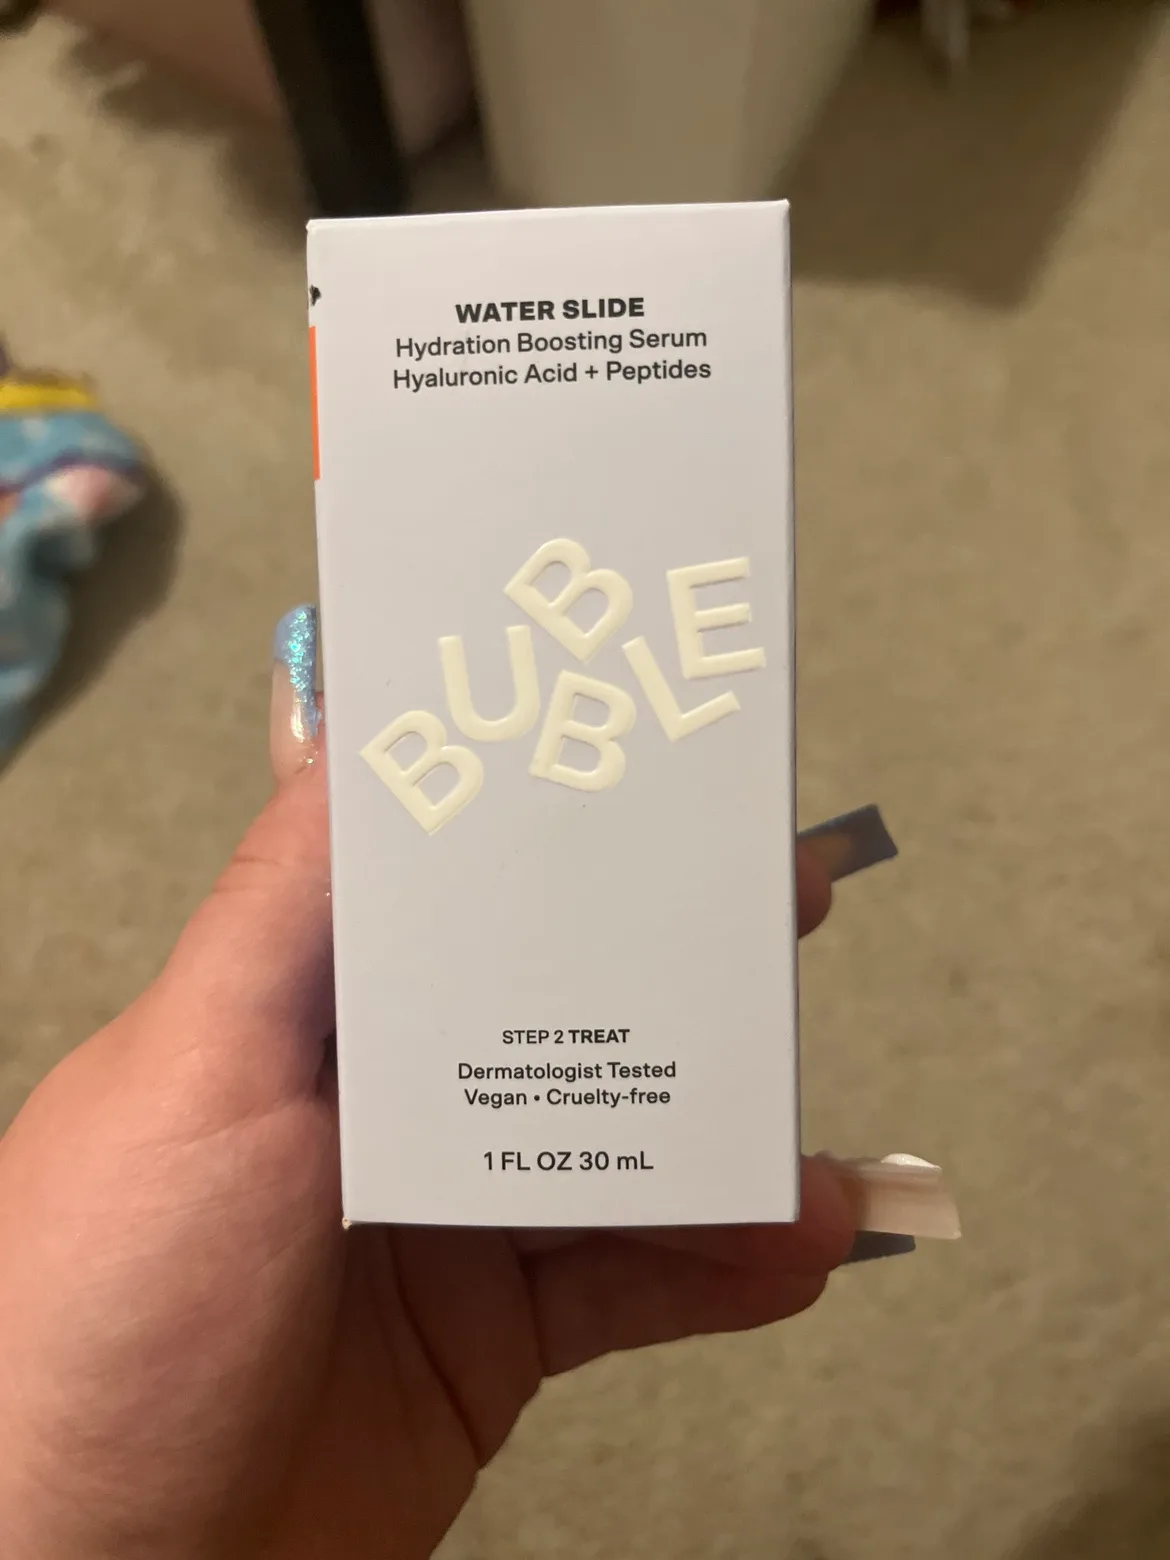 WATER SLIDE
Hydration Boosting Serum
Hyaluronic Acid + Peptides
BUBBLE
STEP 2 TREAT
Dermatologist Tested
Vegan • Cruelty-free
1 FL OZ 30 mL